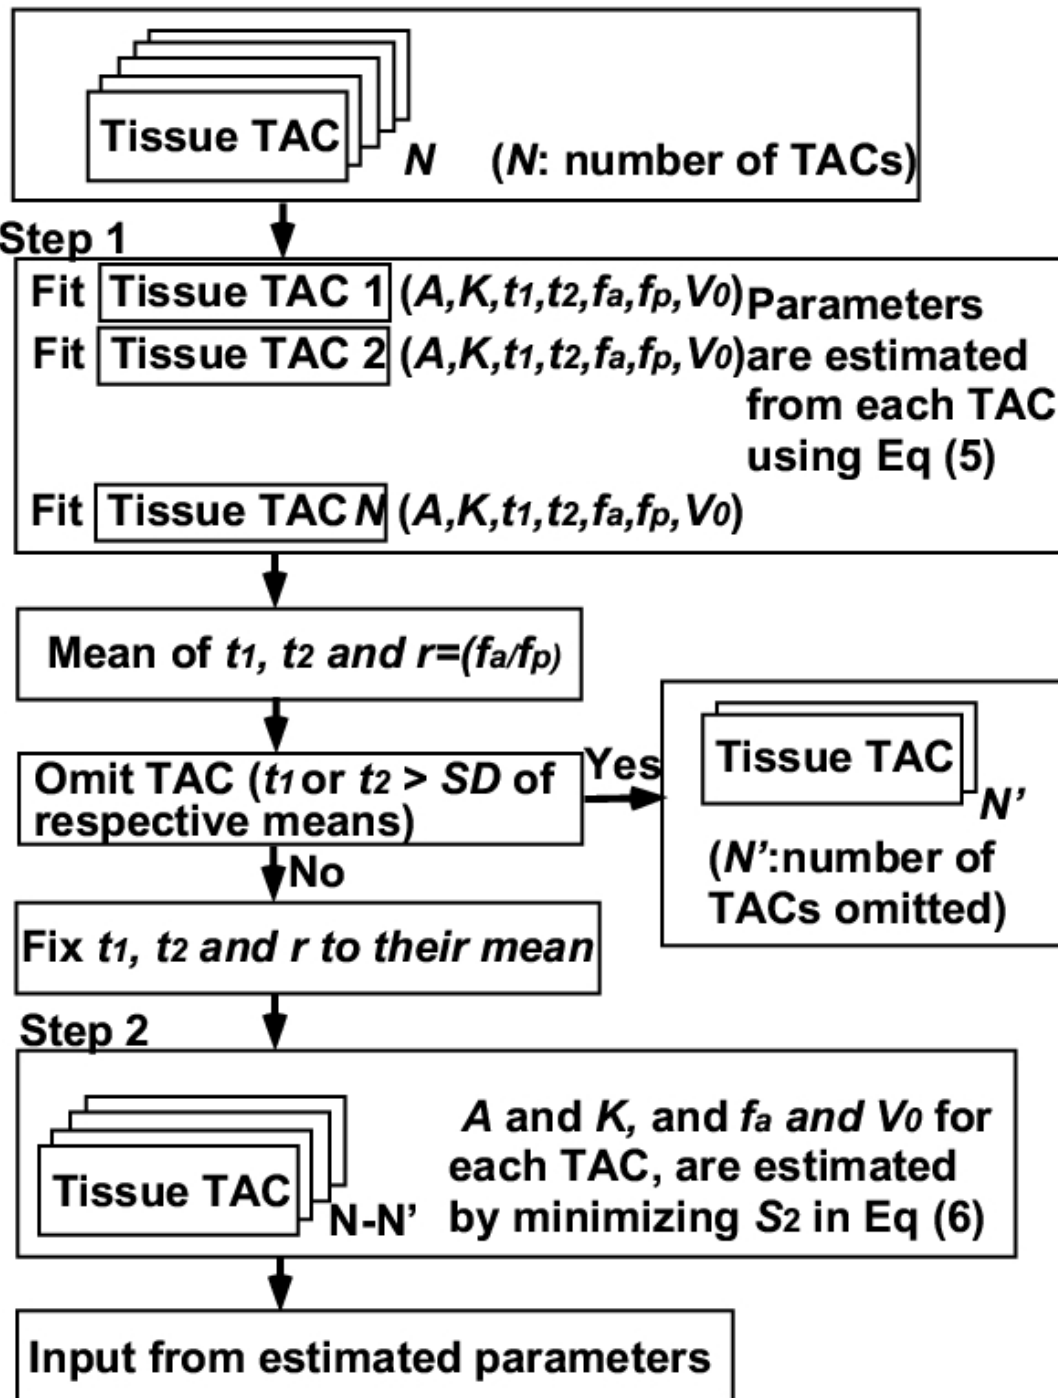 Tissue TAC
N (N: number of TACs)
Step 1
Fit Tissue TAC 1 (A,K,t1,t2,fa,fp,V0)
Fit Tissue TAC 2 (A,K,t1,t2,fa,fp,V0)
Parameters
are estimated
from each TAC
using Eq (5)
Fit Tissue TAC N (A,K,t1,t2,fa,fp,V0)
Mean of t1, t2 and r=(fa/fp)
Omit TAC (t1 or t2 > SD of
respective means)
Yes
Tissue TAC
N’
(N’:number of
TACs omitted)
No
Fix t1, t2 and r to their mean
Step 2
Tissue TAC
N-N’
A and K, and fa and V0 for
each TAC, are estimated
by minimizing S2 in Eq (6)
Input from estimated parameters